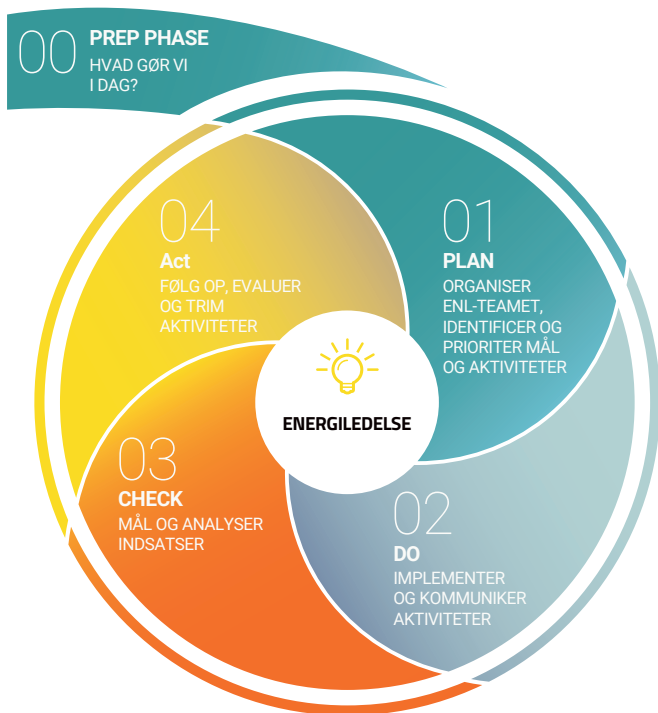 00
PREP PHASE
HVAD GØR VI
I DAG?
01
PLAN
ORGANISER
ENL-TEAMET,
IDENTIFICER OG
PRIORITER MÅL
OG AKTIVITETER
02
DO
IMPLEMENTER
OG KOMMUNIKER
AKTIVITETER
03
CHECK
MÅL OG ANALYSER
INDSATSER
04
Act
FØLG OP, EVALUER
OG TRIM
AKTIVITETER
ENERGILEDELSE